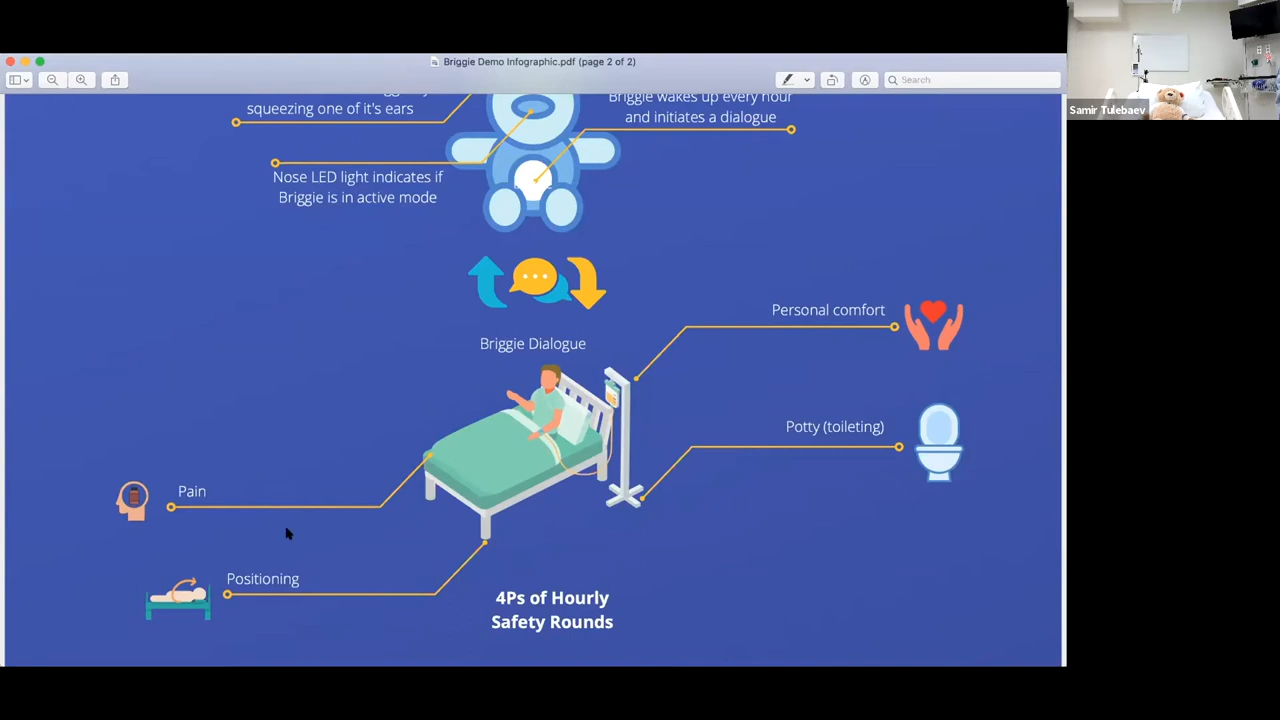 Briggie Demo Infographic.pdf (page 2 of 2)
Search
Samir Tulebaev
squeezing one of it's ears
Briggie wakes up every hour
and initiates a dialogue
Nose LED light indicates if
Briggie is in active mode
Briggie Dialogue
Personal comfort
Potty (toileting)
Pain
Positioning
4Ps of Hourly
Safety Rounds